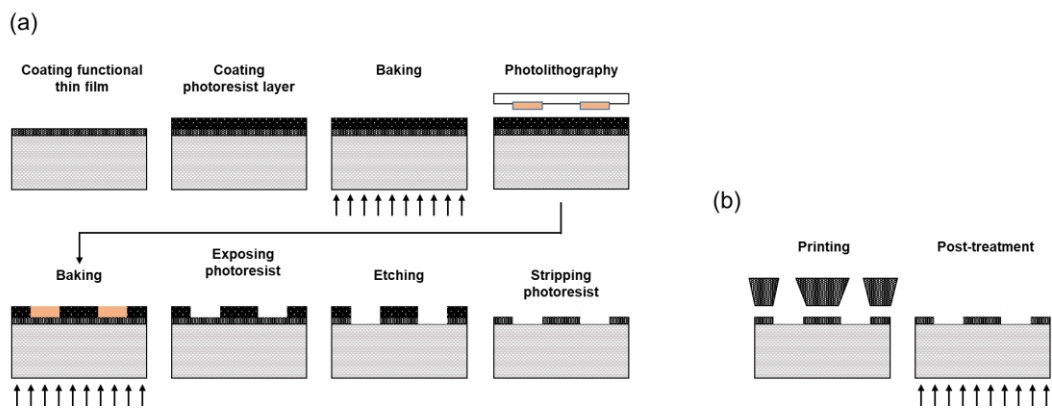 (a)
Coating functional
thin film
Coating
photoresist layer
Baking
Photolithography
Baking
Exposing
photoresist
Etching
Stripping
photoresist
(b)
Printing
Post-treatment